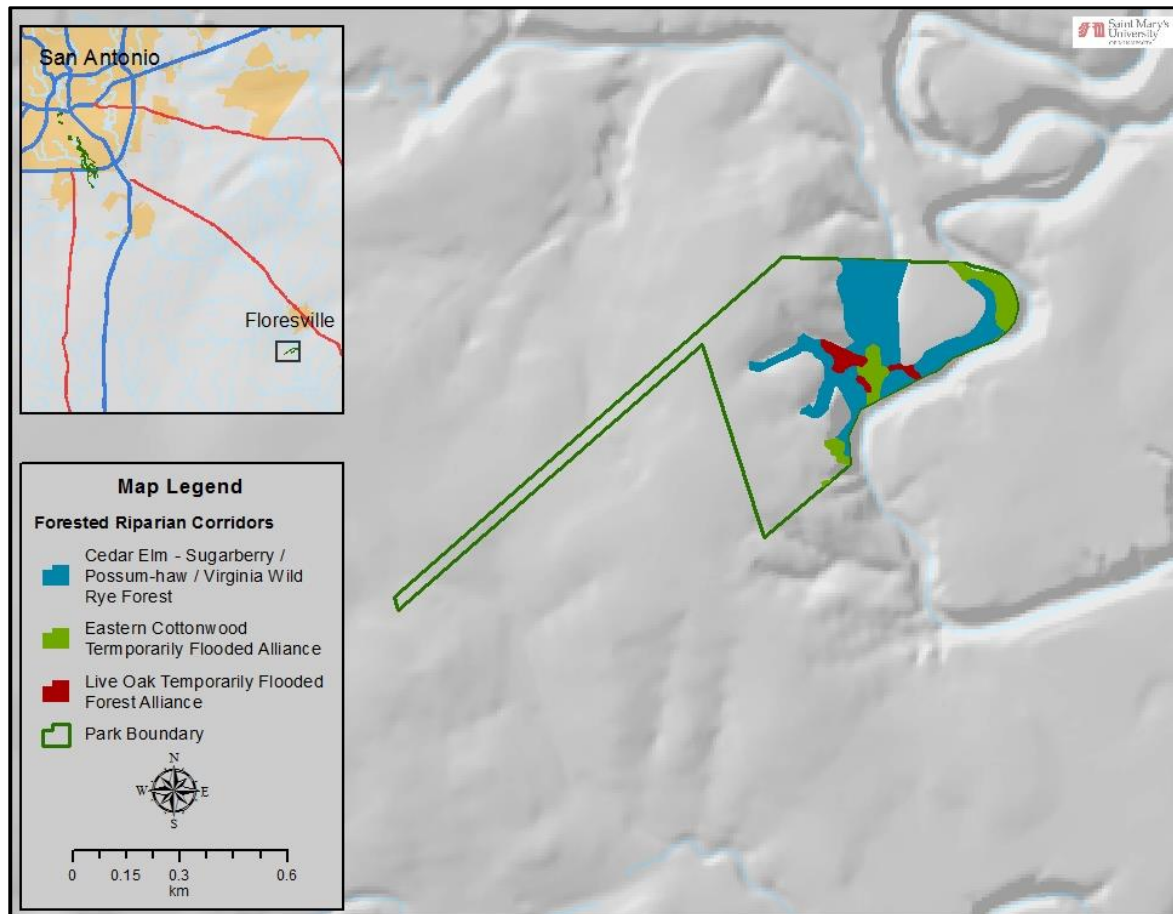 San Antonio
Floresville
Saint Mary's
University
Map Legend
Forested Riparian Corridors
Cedar Elm - Sugarberry /
Possum-haw / Virginia Wild
Rye Forest
Eastern Cottonwood
Termporarily Flooded Alliance
Live Oak Temporarily Flooded
Forest Alliance
Park Boundary
N
W
E
S
0 0.15 0.3 0.6
km